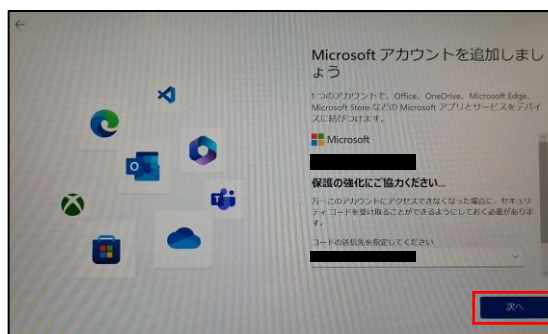 Microsoft アカウントを追加しまし
ょう
1 つのアカウントで、Office、OneDrive、Microsoft Edge、
Microsoft Store などの Microsoft アプリとサービスをデバイ
スに結びつけます。
Microsoft
保護の強化にご協力ください...
万一このアカウントにアクセスできなくなった場合に、セキュリ
ティ コードを受け取ることができるようにしておく必要がありま
す。
コードの送信先を指定してください
次へ